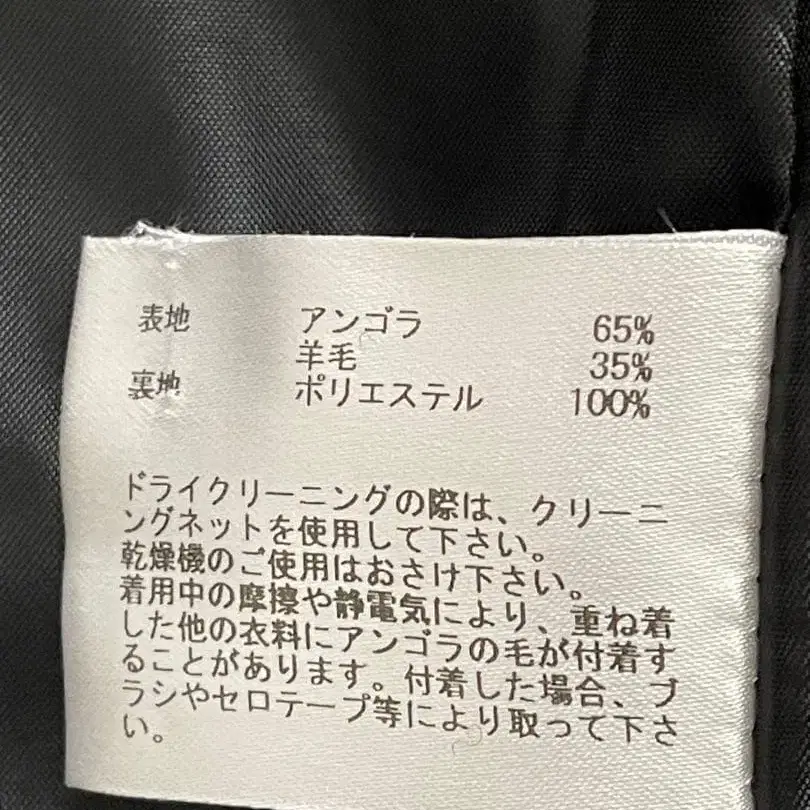 表地 アンゴラ 65%
羊毛 35%
裏地 ポリエステル 100%
ドライクリーニングの際は、クリーニ
ングネットを使用して下さい。
乾燥機のご使用はおさけ下さい。
着用中の摩擦や静電気により、重ね着
した他の衣料にアンゴラの毛が付着す
ることがあります。付着した場合、ブ
ラシやセロテープ等により取って下さ
い。